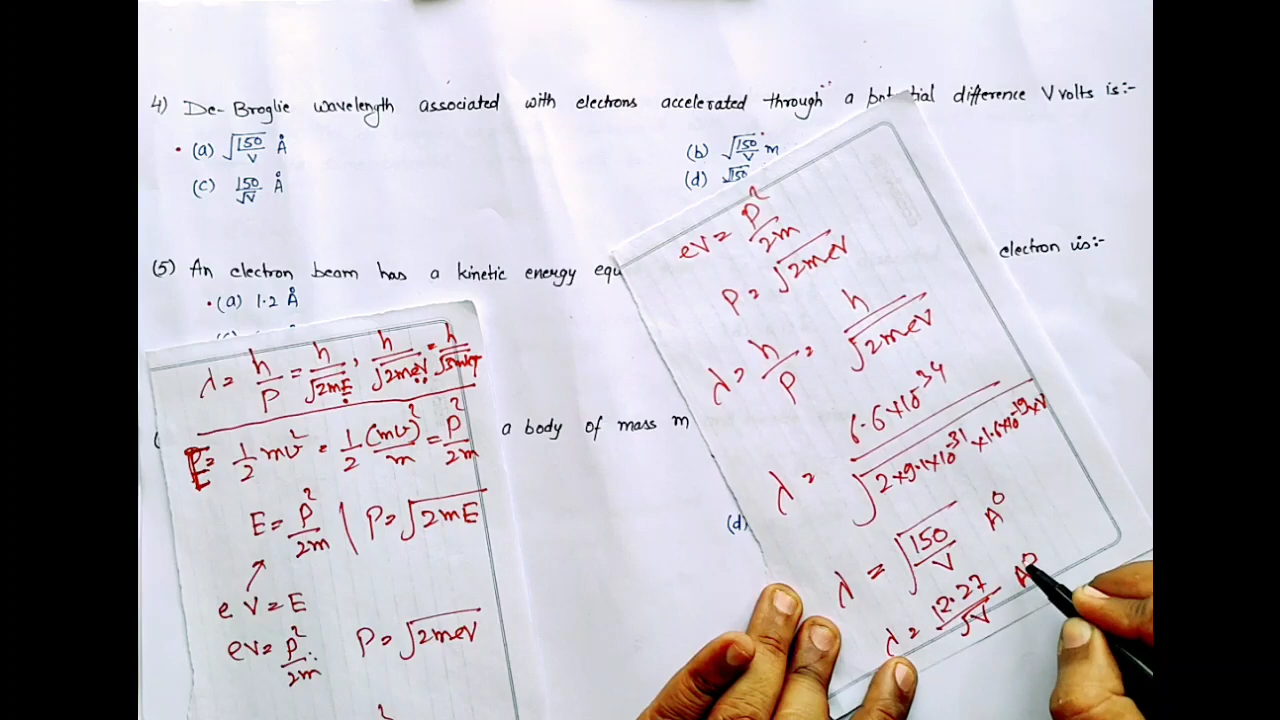 4) De-Broglie wavelength associated with electrons accelerated through a potential difference V volts is:-
(a) √(150/V) Å
(b) √(150/V) m
(c) 150/√V Å
(d) √150
(5) An electron beam has a kinetic energy equ
electron is:-
(a) 1.2 Å
a body of mass m
(d)
λ = h/P = h/√2mE , h/√2meV = h/√3mKT
E = 1/2 mv² = 1/2 (mv)²/m = P²/2m
E = P²/2m | P = √2mE
eV = E
eV = P²/2m P = √2meV
eV = P²/2m
P = √2meV
λ = h/P = h/√2meV
λ = 6.6×10⁻³⁴/√2×9.1×10⁻³¹×1.6×10⁻¹⁹×V
λ = √(150/V) A⁰
λ = 12.27/√V A⁰